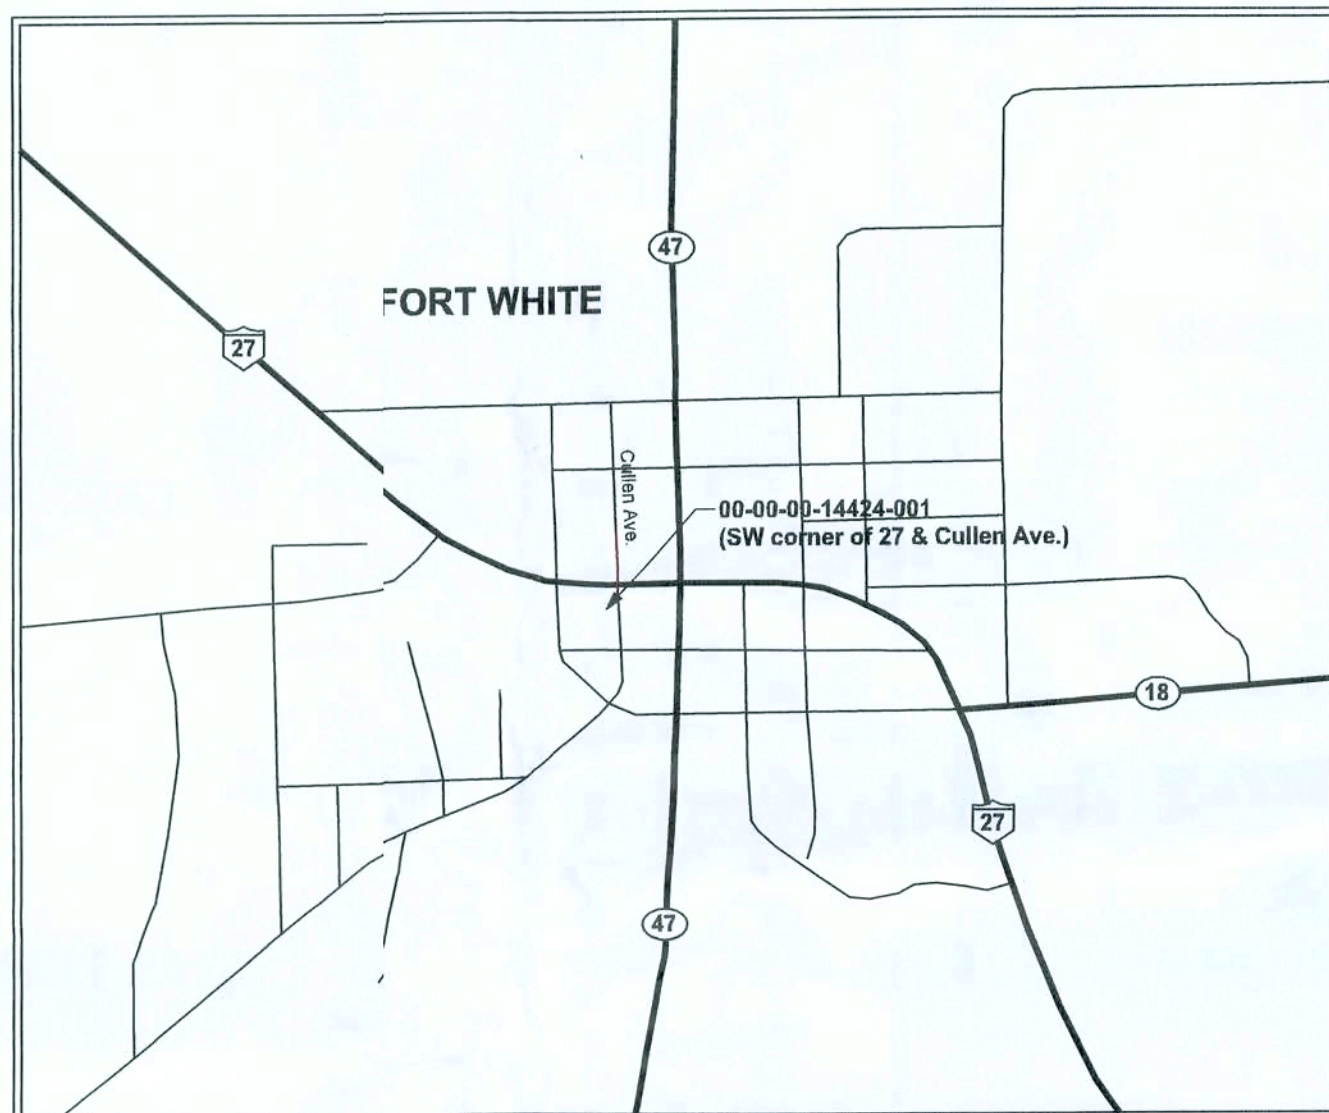 47
FORT WHITE
27
Cullen Ave.
00-00-00-14424-001
(SW corner of 27 & Cullen Ave.)
18
27
47